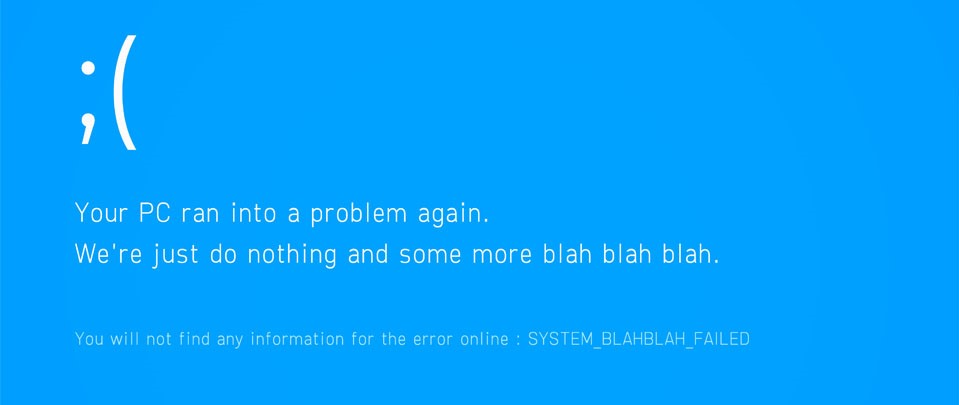 ;(
Your PC ran into a problem again.
We're just do nothing and some more blah blah blah.
You will not find any information for the error online : SYSTEM_BLAHBLAH_FAILED